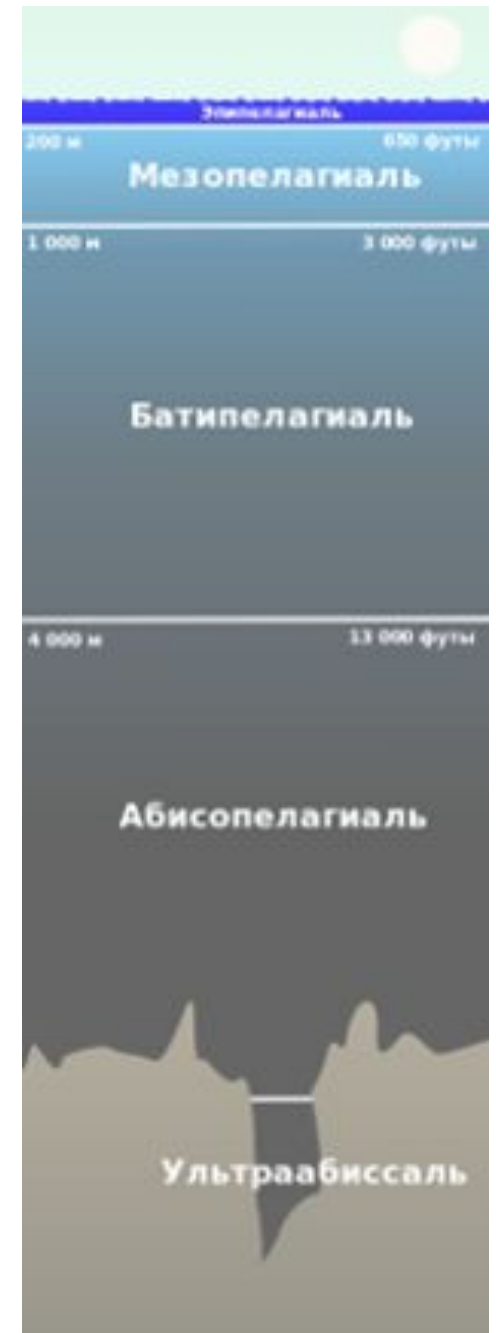 Эпипелагиаль
200 м 650 футы
Мезопелагиаль
1 000 м 3 000 футы
Батипелагиаль
4 000 м 13 000 футы
Абисопелагиаль
Ультраабиссаль